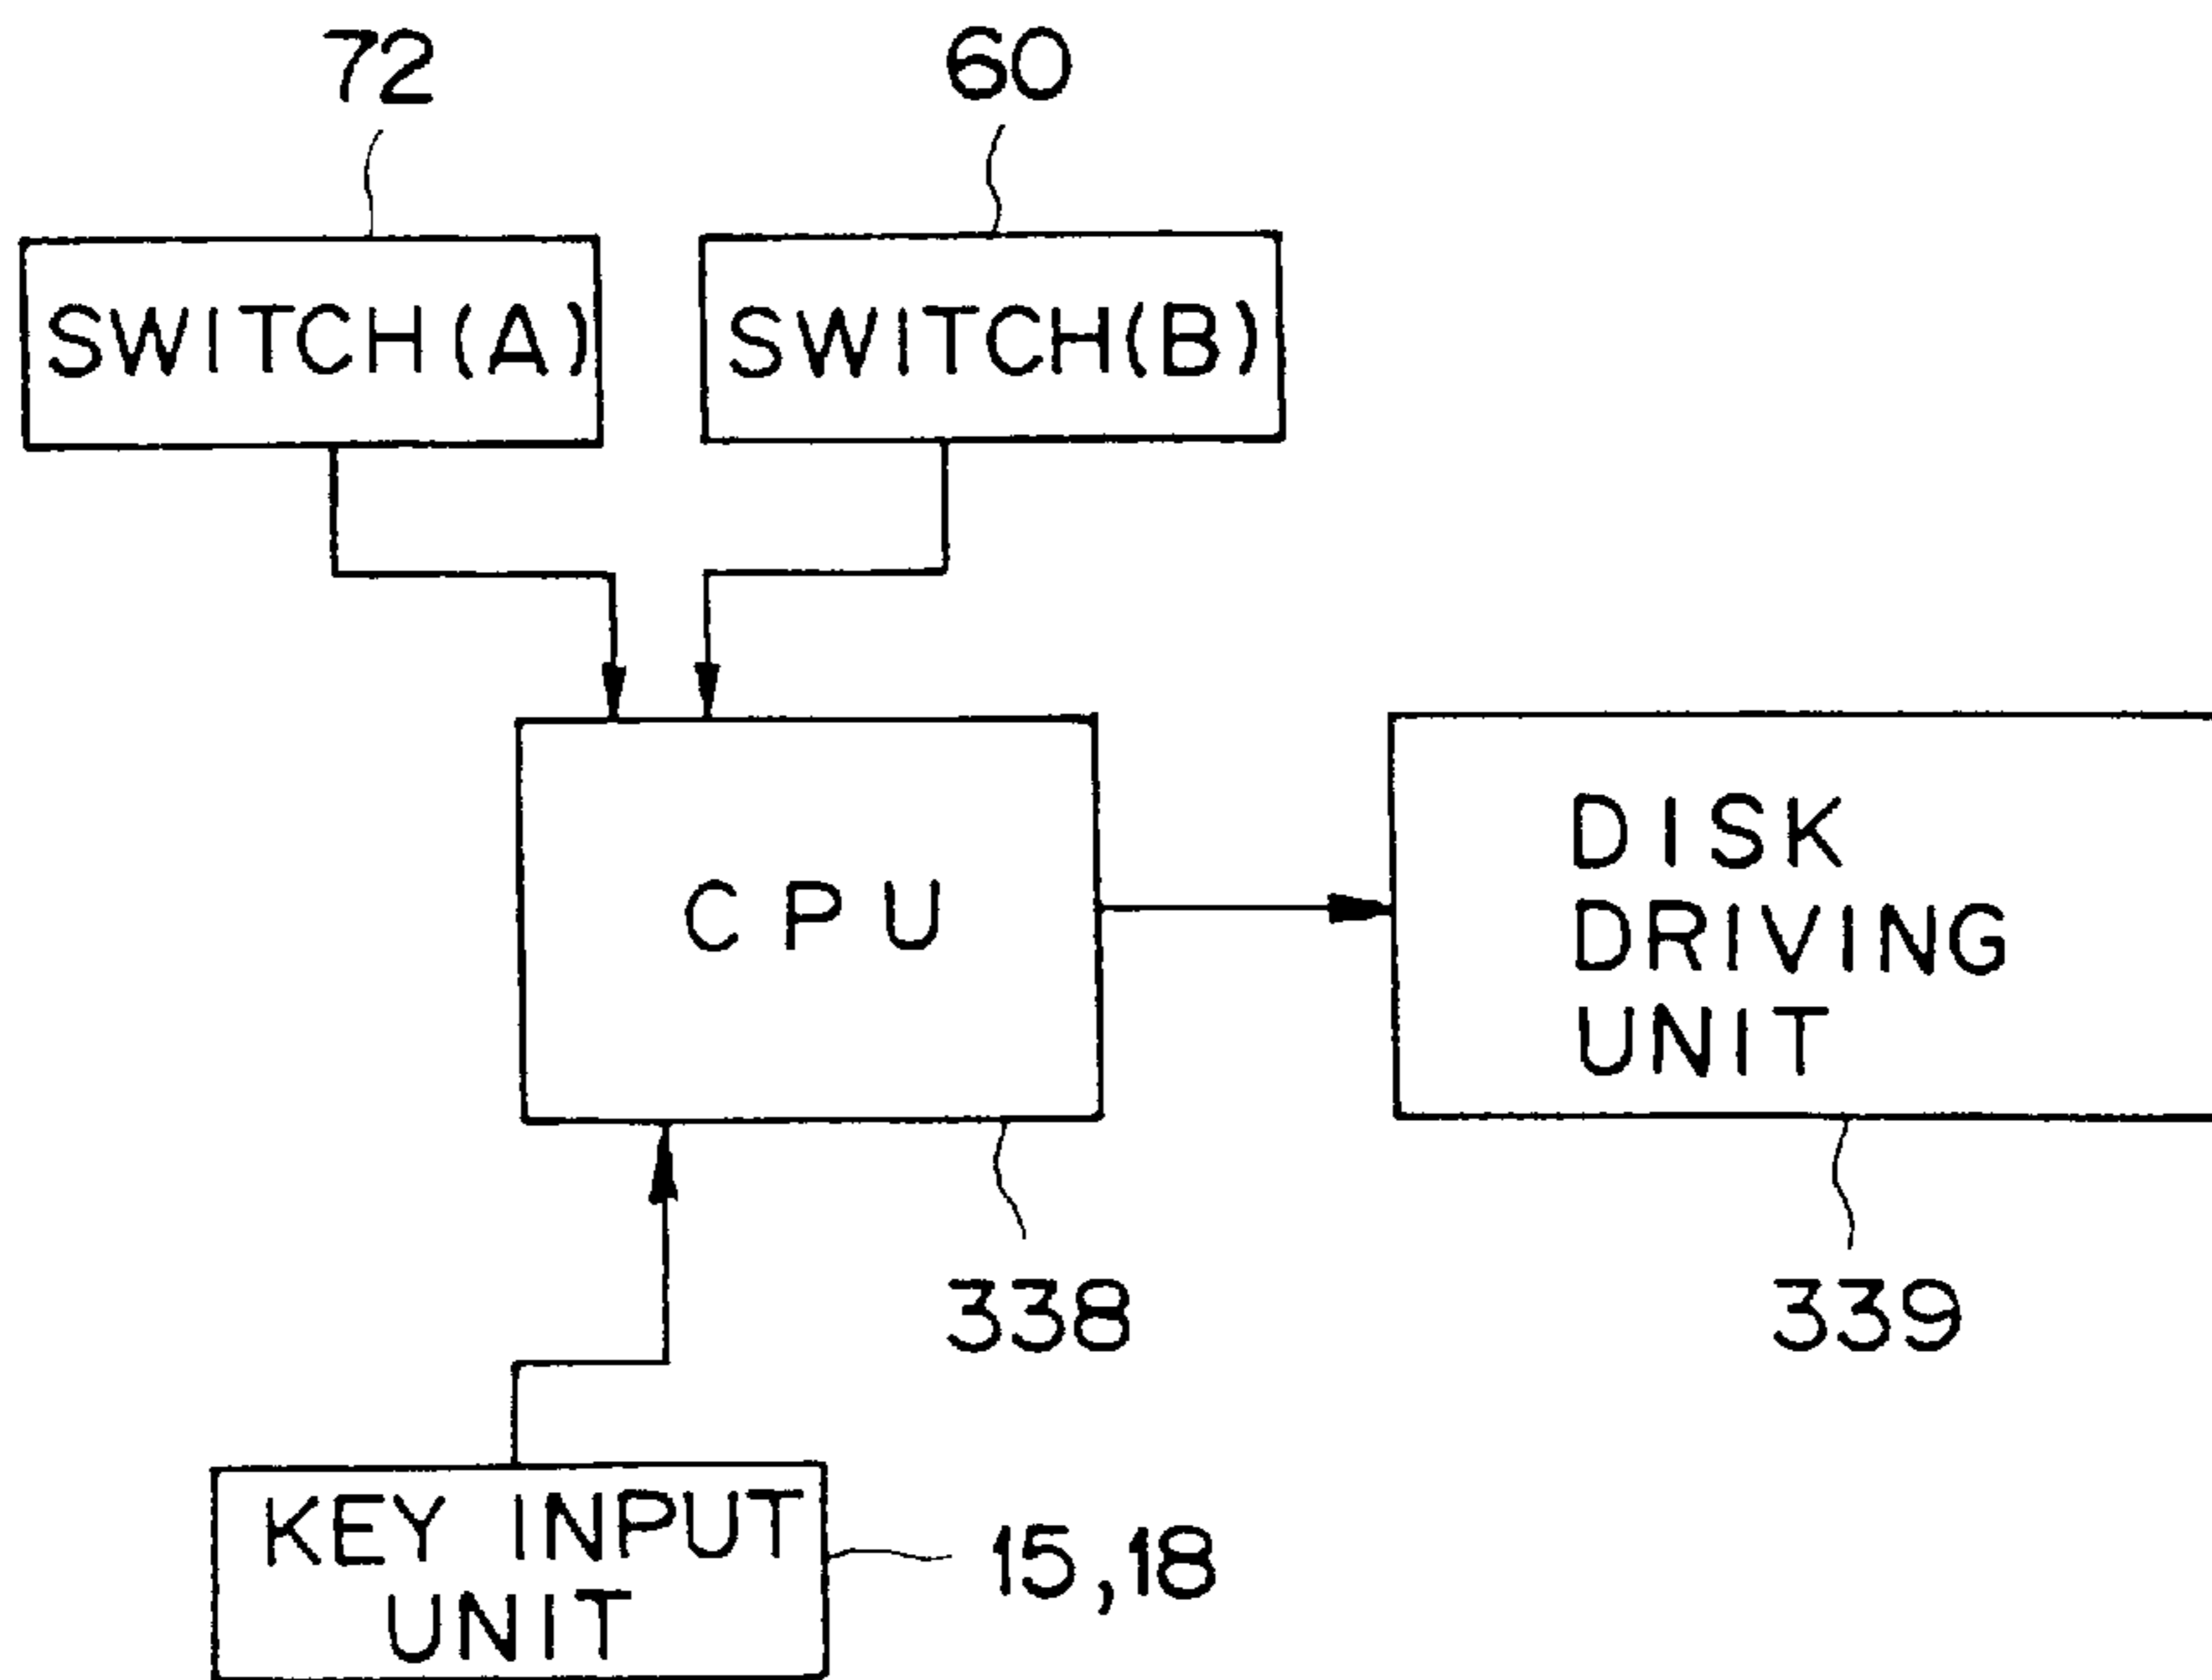 72
60
SWITCH(A)
SWITCH(B)
CPU
DISK
DRIVING
UNIT
338
339
KEY INPUT
UNIT
15,18